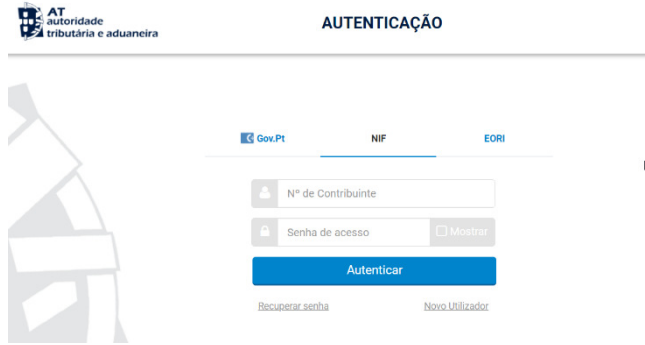 AT
autoridade
tributária e aduaneira
AUTENTICAÇÃO
Gov.Pt
NIF
EORI
Nº de Contribuinte
Senha de acesso
Mostrar
Autenticar
Recuperar senha
Novo Utilizador